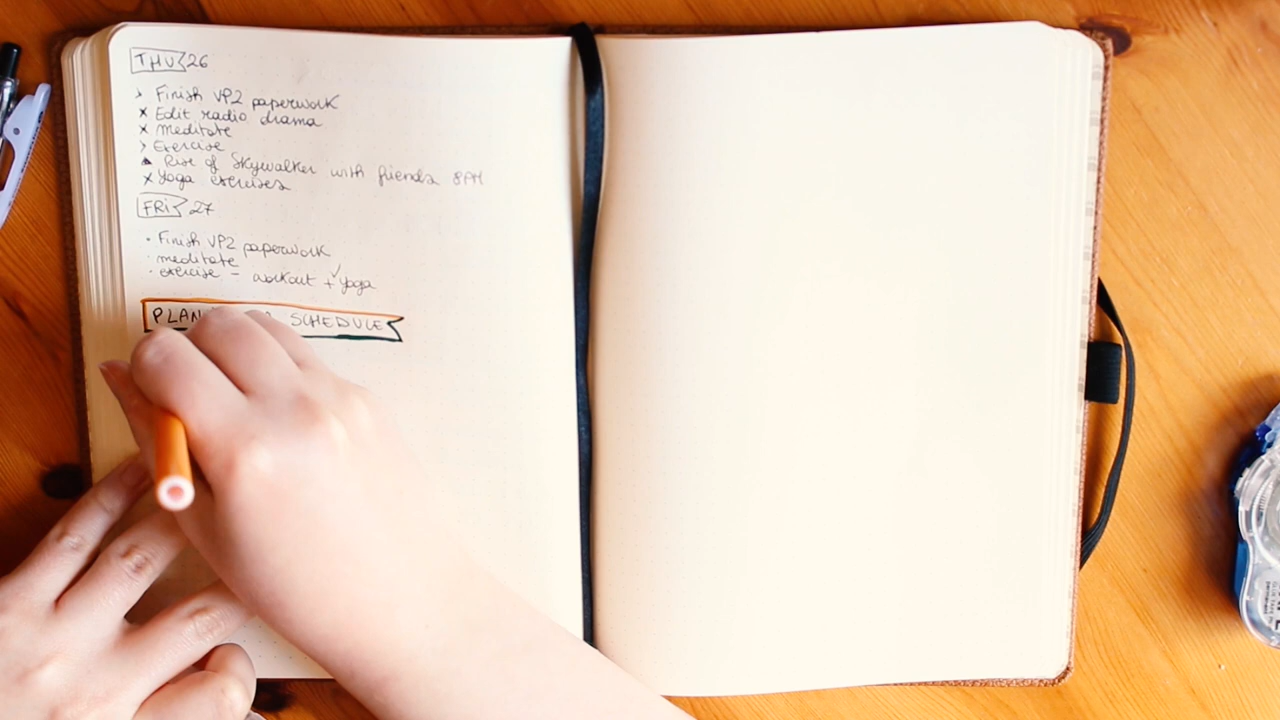 THU 26
> Finish VP2 paperwork
x Edit radio drama
x Meditate
> Exercise
▲ Rise of Skywalker with friends 8PM
x Yoga exercises
FRI 27
· Finish VP2 paperwork
· meditate
· exercise – workout + yoga
PLAN SCHEDULE